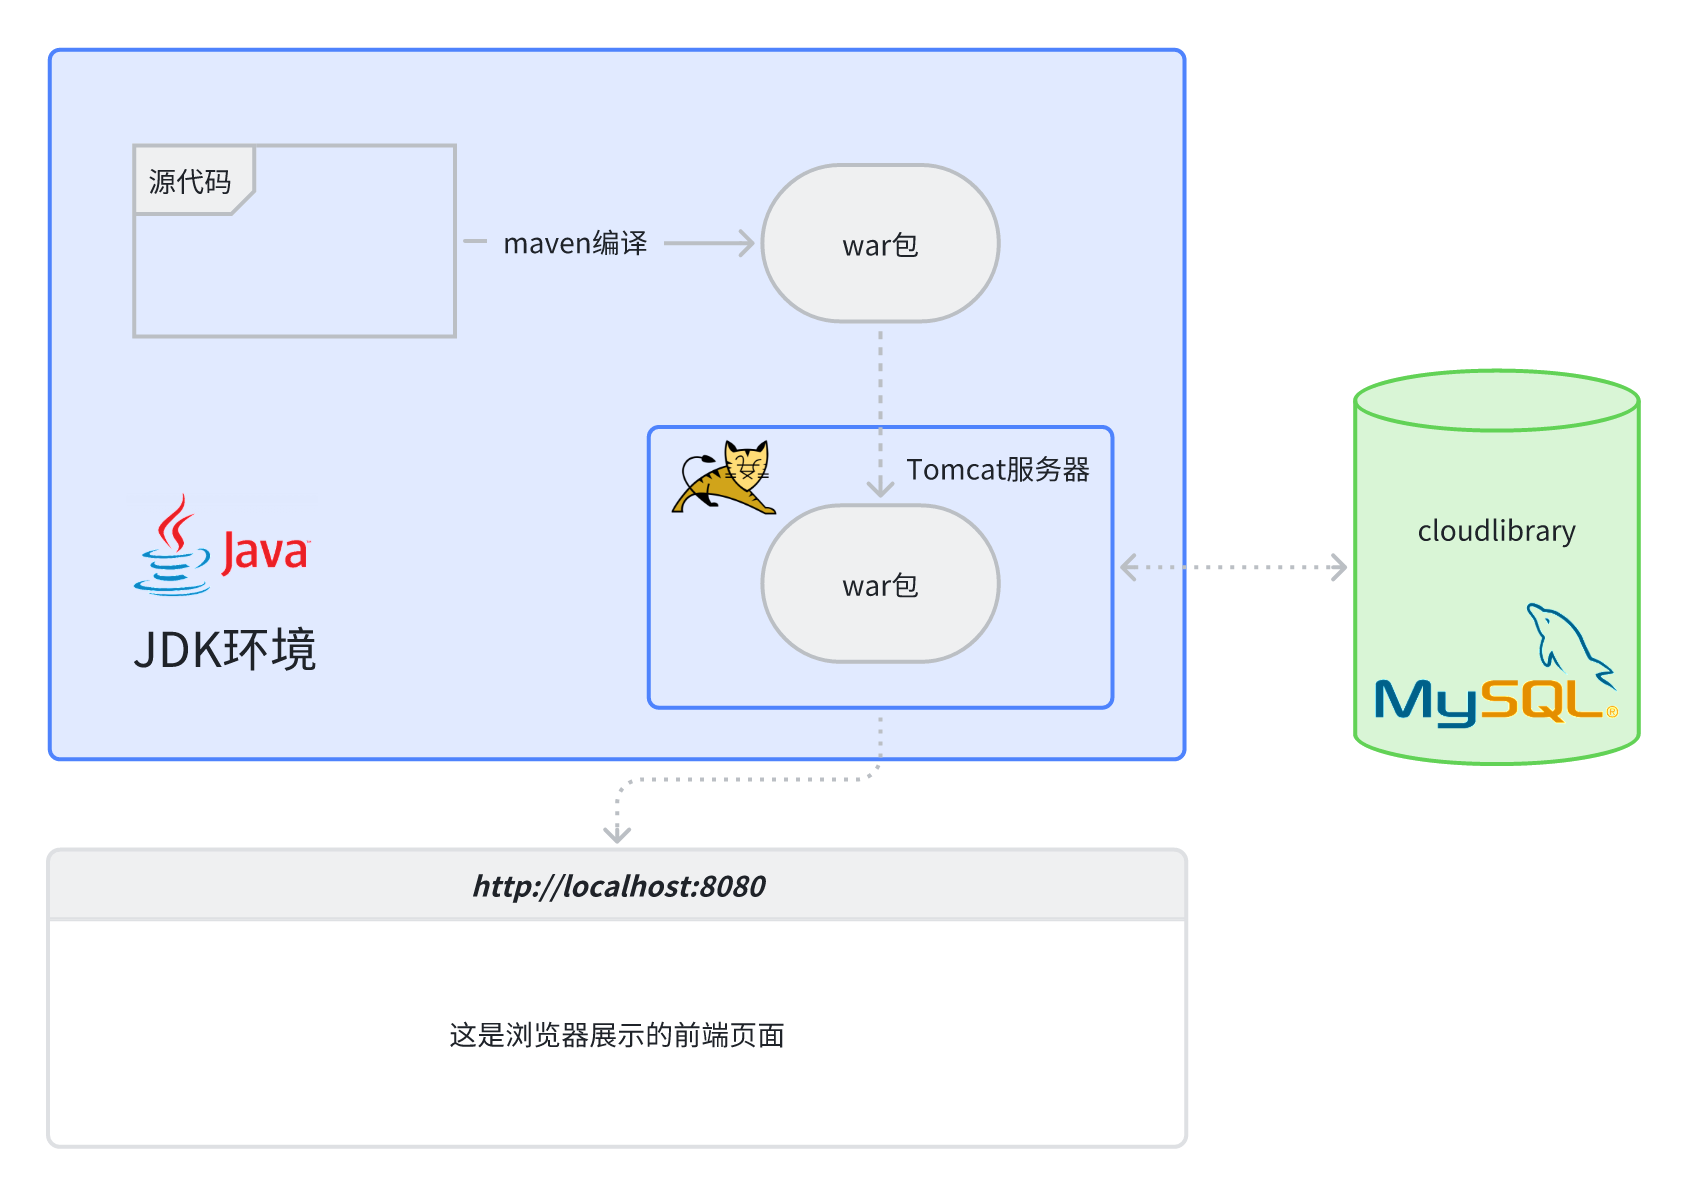 源代码
maven编译
war包
Tomcat服务器
war包
Java™
JDK环境
cloudlibrary
MySQL®
http://localhost:8080
这是浏览器展示的前端页面